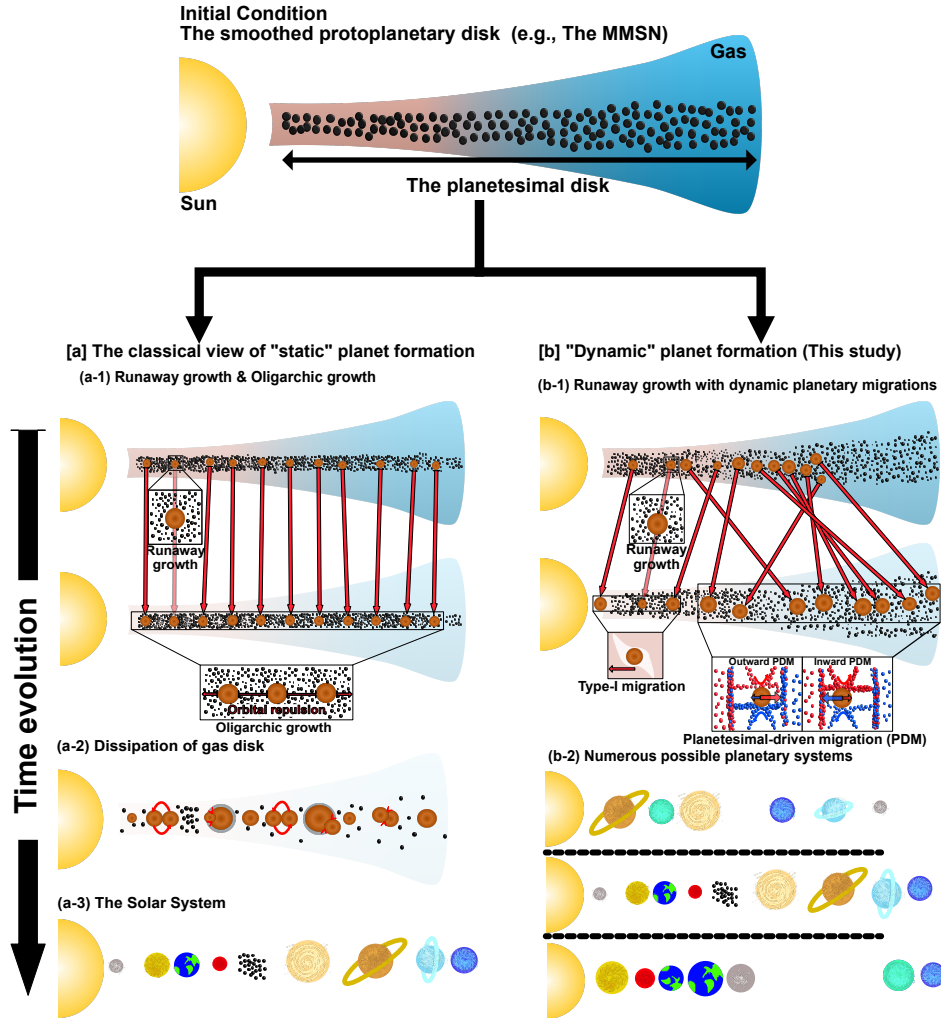 Initial Condition
The smoothed protoplanetary disk (e.g., The MMSN)
Gas
The planetesimal disk
Sun
[a] The classical view of "static" planet formation
(a-1) Runaway growth & Oligarchic growth
Runaway
growth
Orbital repulsion
Oligarchic growth
(a-2) Dissipation of gas disk
(a-3) The Solar System
[b] "Dynamic" planet formation (This study)
(b-1) Runaway growth with dynamic planetary migrations
Runaway
growth
Type-I migration
Outward PDM
Inward PDM
Planetesimal-driven migration (PDM)
(b-2) Numerous possible planetary systems
Time evolution